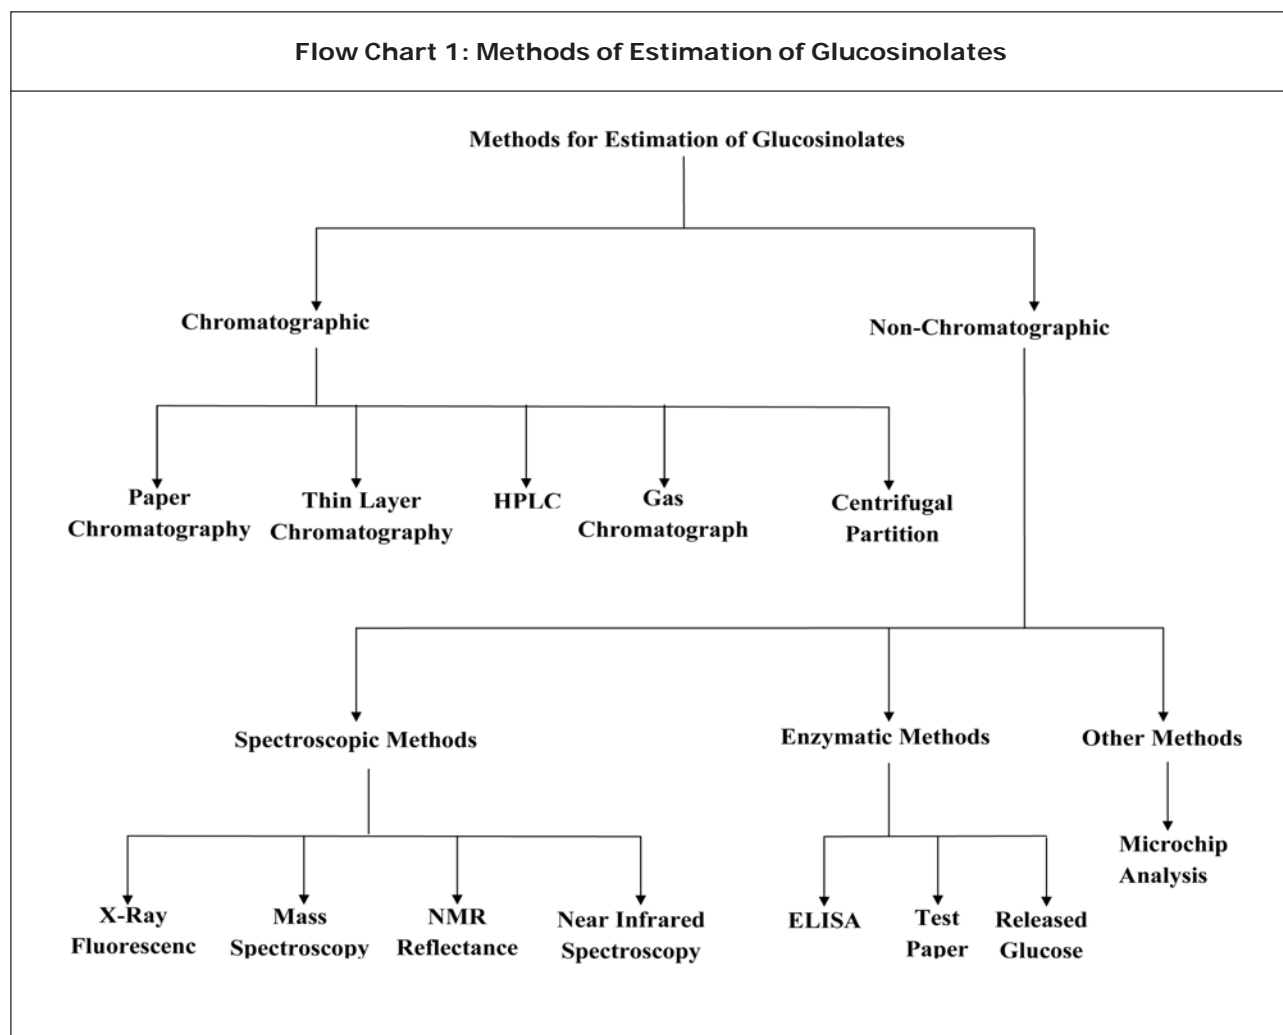 Flow Chart 1: Methods of Estimation of Glucosinolates
Methods for Estimation of Glucosinolates
Chromatographic
Non-Chromatographic
Paper
Chromatography
Thin Layer
Chromatography
HPLC
Gas
Chromatograph
Centrifugal
Partition
Spectroscopic Methods
Enzymatic Methods
Other Methods
X-Ray
Fluorescenc
Mass
Spectroscopy
NMR
Reflectance
Near Infrared
Spectroscopy
ELISA
Test
Paper
Released
Glucose
Microchip
Analysis